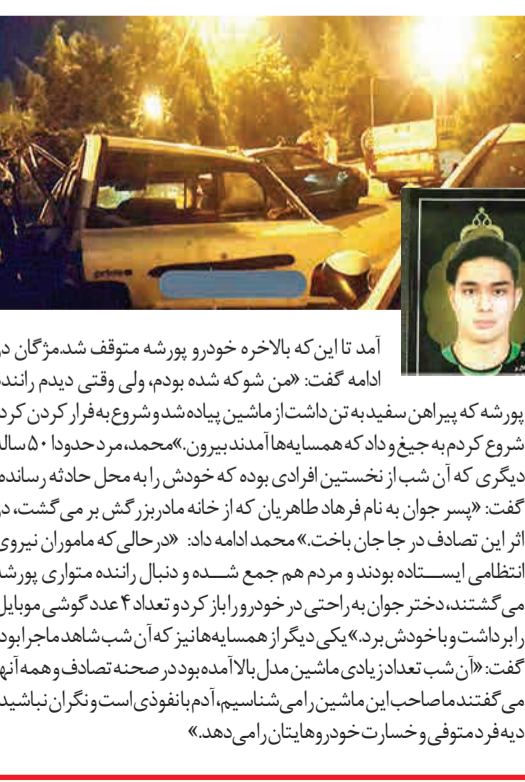 آمد تا این‌که بالاخره خودرو پورشه متوقف شد.مژگان در
ادامه گفت: «من شوکه شده بودم، ولی وقتی دیدم راننده
پورشه که پیراهن سفید به تن داشت از ماشین پیاده شد و شروع به فرار کردن کرد
شروع کردم به جیغ و داد که همسایه‌ها آمدند بیرون.»محمد، مرد حدودا ۵۰ ساله
دیگری که آن شب از نخستین افرادی بوده که خودش را به محل حادثه رسانده
گفت: «پسر جوان به نام فرهاد طاهریان که از خانه مادربزرگش بر می‌گشت، در
اثر این تصادف در جا جان باخت.» محمد ادامه داد: «درحالی‌که ماموران نیروی
انتظامی ایستاده بودند و مردم هم جمع شده و دنبال راننده متواری پورشه
می‌گشتند، دختر جوان به راحتی در خودرو را باز کرد و تعداد ۴ عدد گوشی موبایل
را برداشت و با خودش برد.» یکی دیگر از همسایه‌ها نیز که آن شب شاهد ماجرا بود
گفت: «آن شب تعداد زیادی ماشین مدل بالا آمده بود در صحنه تصادف و همه آنها
می‌گفتند ما صاحب این ماشین را می‌شناسیم، آدم بانفوذی است و نگران نباشید
دیه فرد متوفی و خسارت خودروهایتان را می‌دهد.»